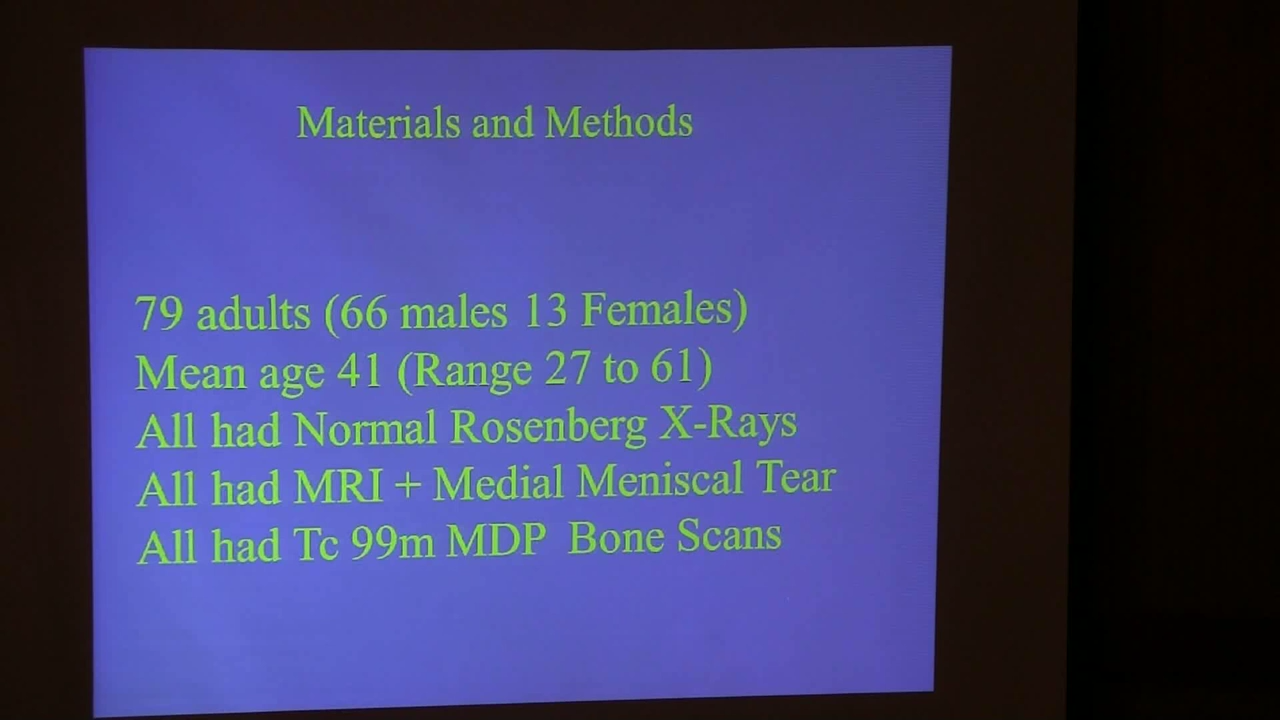 Materials and Methods
79 adults (66 males 13 Females)
Mean age 41 (Range 27 to 61)
All had Normal Rosenberg X-Rays
All had MRI + Medial Meniscal Tear
All had Tc 99m MDP Bone Scans